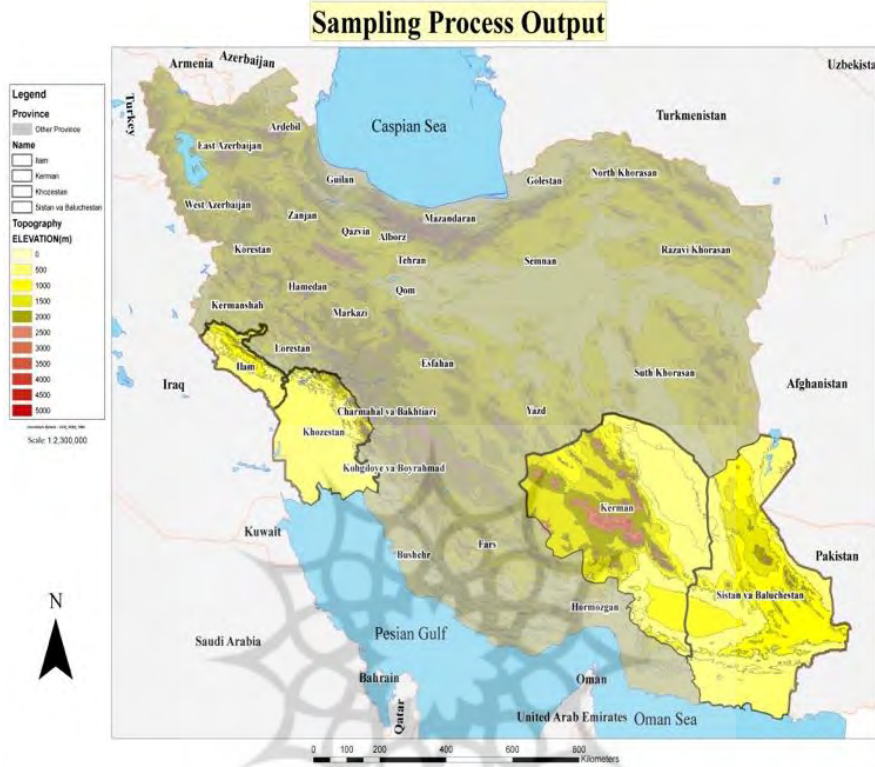 Sampling Process Output
Legend
Province
Other Province
Name
Ilam
Kerman
Khozestan
Sistan va Baluchestan
Topography
ELEVATION(m)
0
500
1000
1500
2000
2500
3000
3500
4000
4500
5000
Scale 1:2,300,000
N
Armenia
Azerbaijan
Uzbekista
Turkey
Caspian Sea
Turkmenistan
Ardebil
East Azerbaijan
Guilan
Golestan
North Khorasan
West Azerbaijan
Zanjan
Mazandaran
Qazvin
Alborz
Korestan
Tehran
Semnan
Razavi Khorasan
Hamedan
Qom
Kermanshah
Markazi
Lorestan
Esfahan
Ilam
Suth Khorasan
Iraq
Afghanistan
Charmahal va Bakhtiari
Yazd
Khozestan
Kohgiloye va Boyrahmad
Kerman
Kuwait
Bushehr
Fars
Pakistan
Sistan va Baluchestan
Hormozgan
Saudi Arabia
Pesian Gulf
Bahrain
Oman
Qatar
United Arab Emirates
Oman Sea
0 100 200 400 600 800
Kilometers